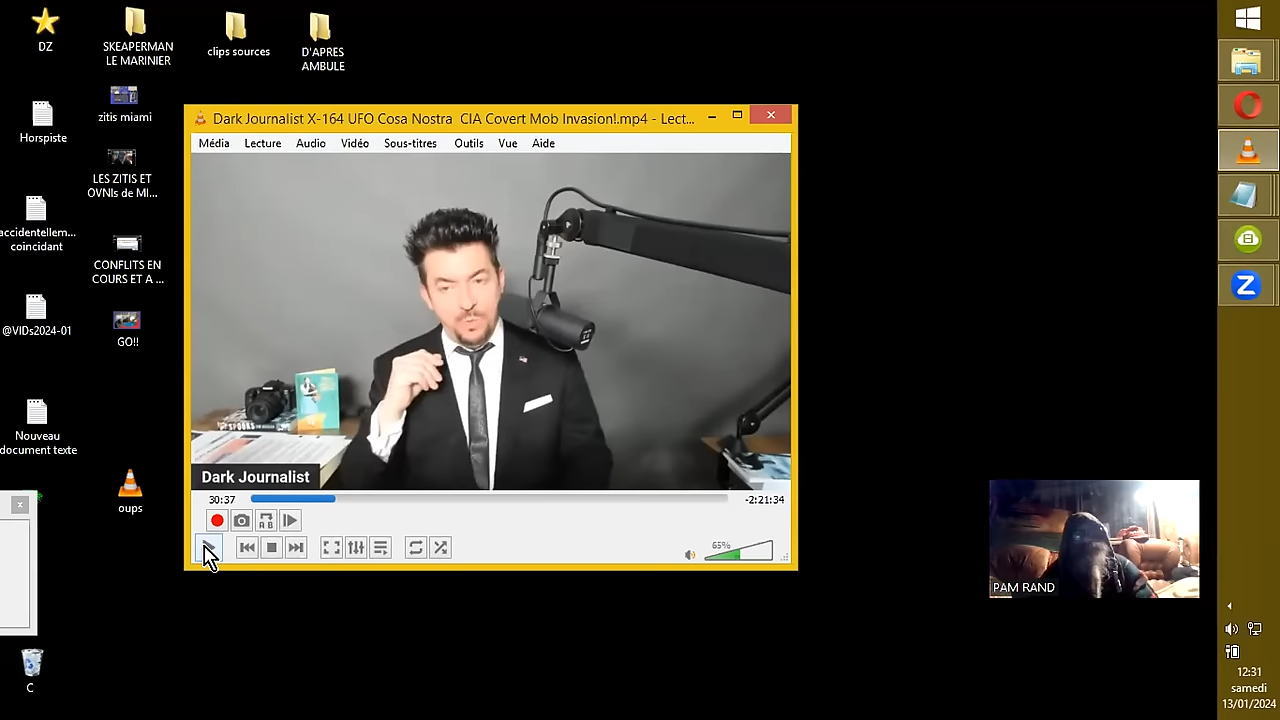 DZ
SKEAPERMAN
LE MARINIER
clips sources
D'APRES
AMBULE
Horspiste
zitis miami
LES ZITIS ET
OVNIs de MI...
accidentellem...
coincidant
CONFLITS EN
COURS ET A ...
@VIDs2024-01
GO!!
Nouveau
document texte
oups
x
C
Dark Journalist X-164 UFO Cosa Nostra CIA Covert Mob Invasion!.mp4 - Lect...
Média Lecture Audio Vidéo Sous-titres Outils Vue Aide
Dark Journalist
30:37
-2:21:34
65%
PAM RAND
Z
12:31
samedi
13/01/2024